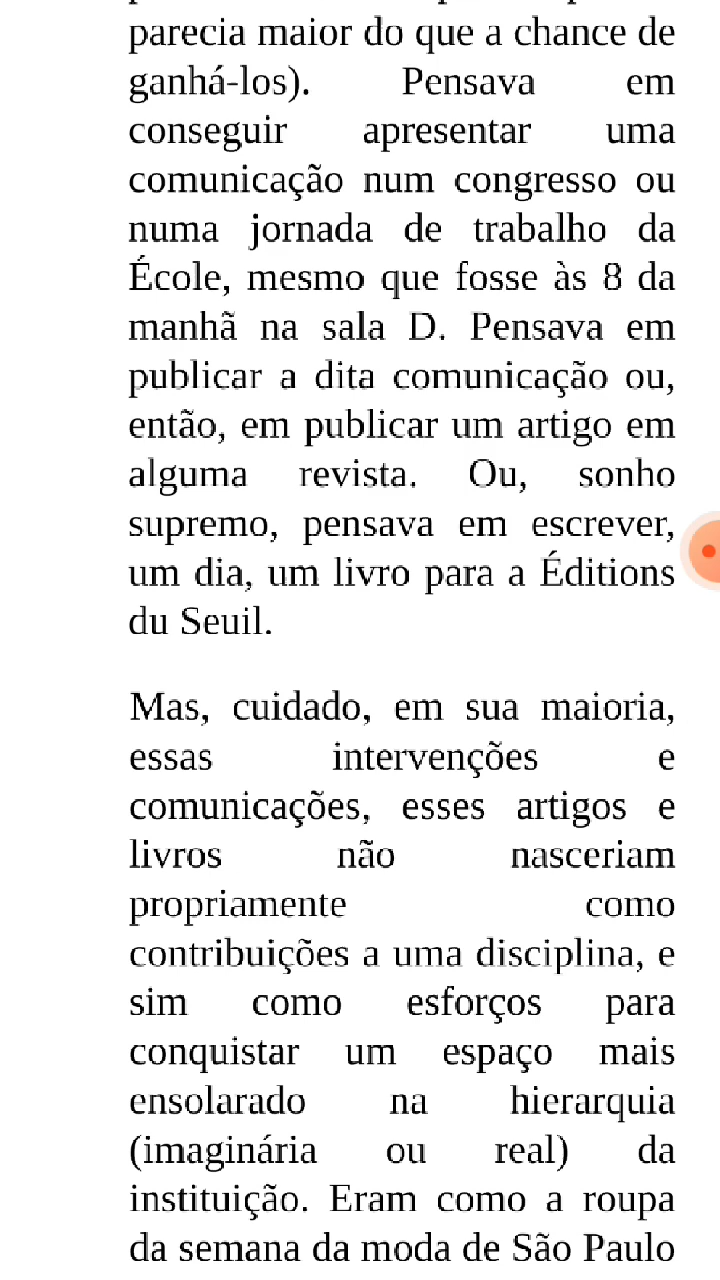 parecia maior do que a chance de
ganhá-los). Pensava em
conseguir apresentar uma
comunicação num congresso ou
numa jornada de trabalho da
École, mesmo que fosse às 8 da
manhã na sala D. Pensava em
publicar a dita comunicação ou,
então, em publicar um artigo em
alguma revista. Ou, sonho
supremo, pensava em escrever,
um dia, um livro para a Éditions
du Seuil.
Mas, cuidado, em sua maioria,
essas intervenções e
comunicações, esses artigos e
livros não nasceriam
propriamente como
contribuições a uma disciplina, e
sim como esforços para
conquistar um espaço mais
ensolarado na hierarquia
(imaginária ou real) da
instituição. Eram como a roupa
da semana da moda de São Paulo